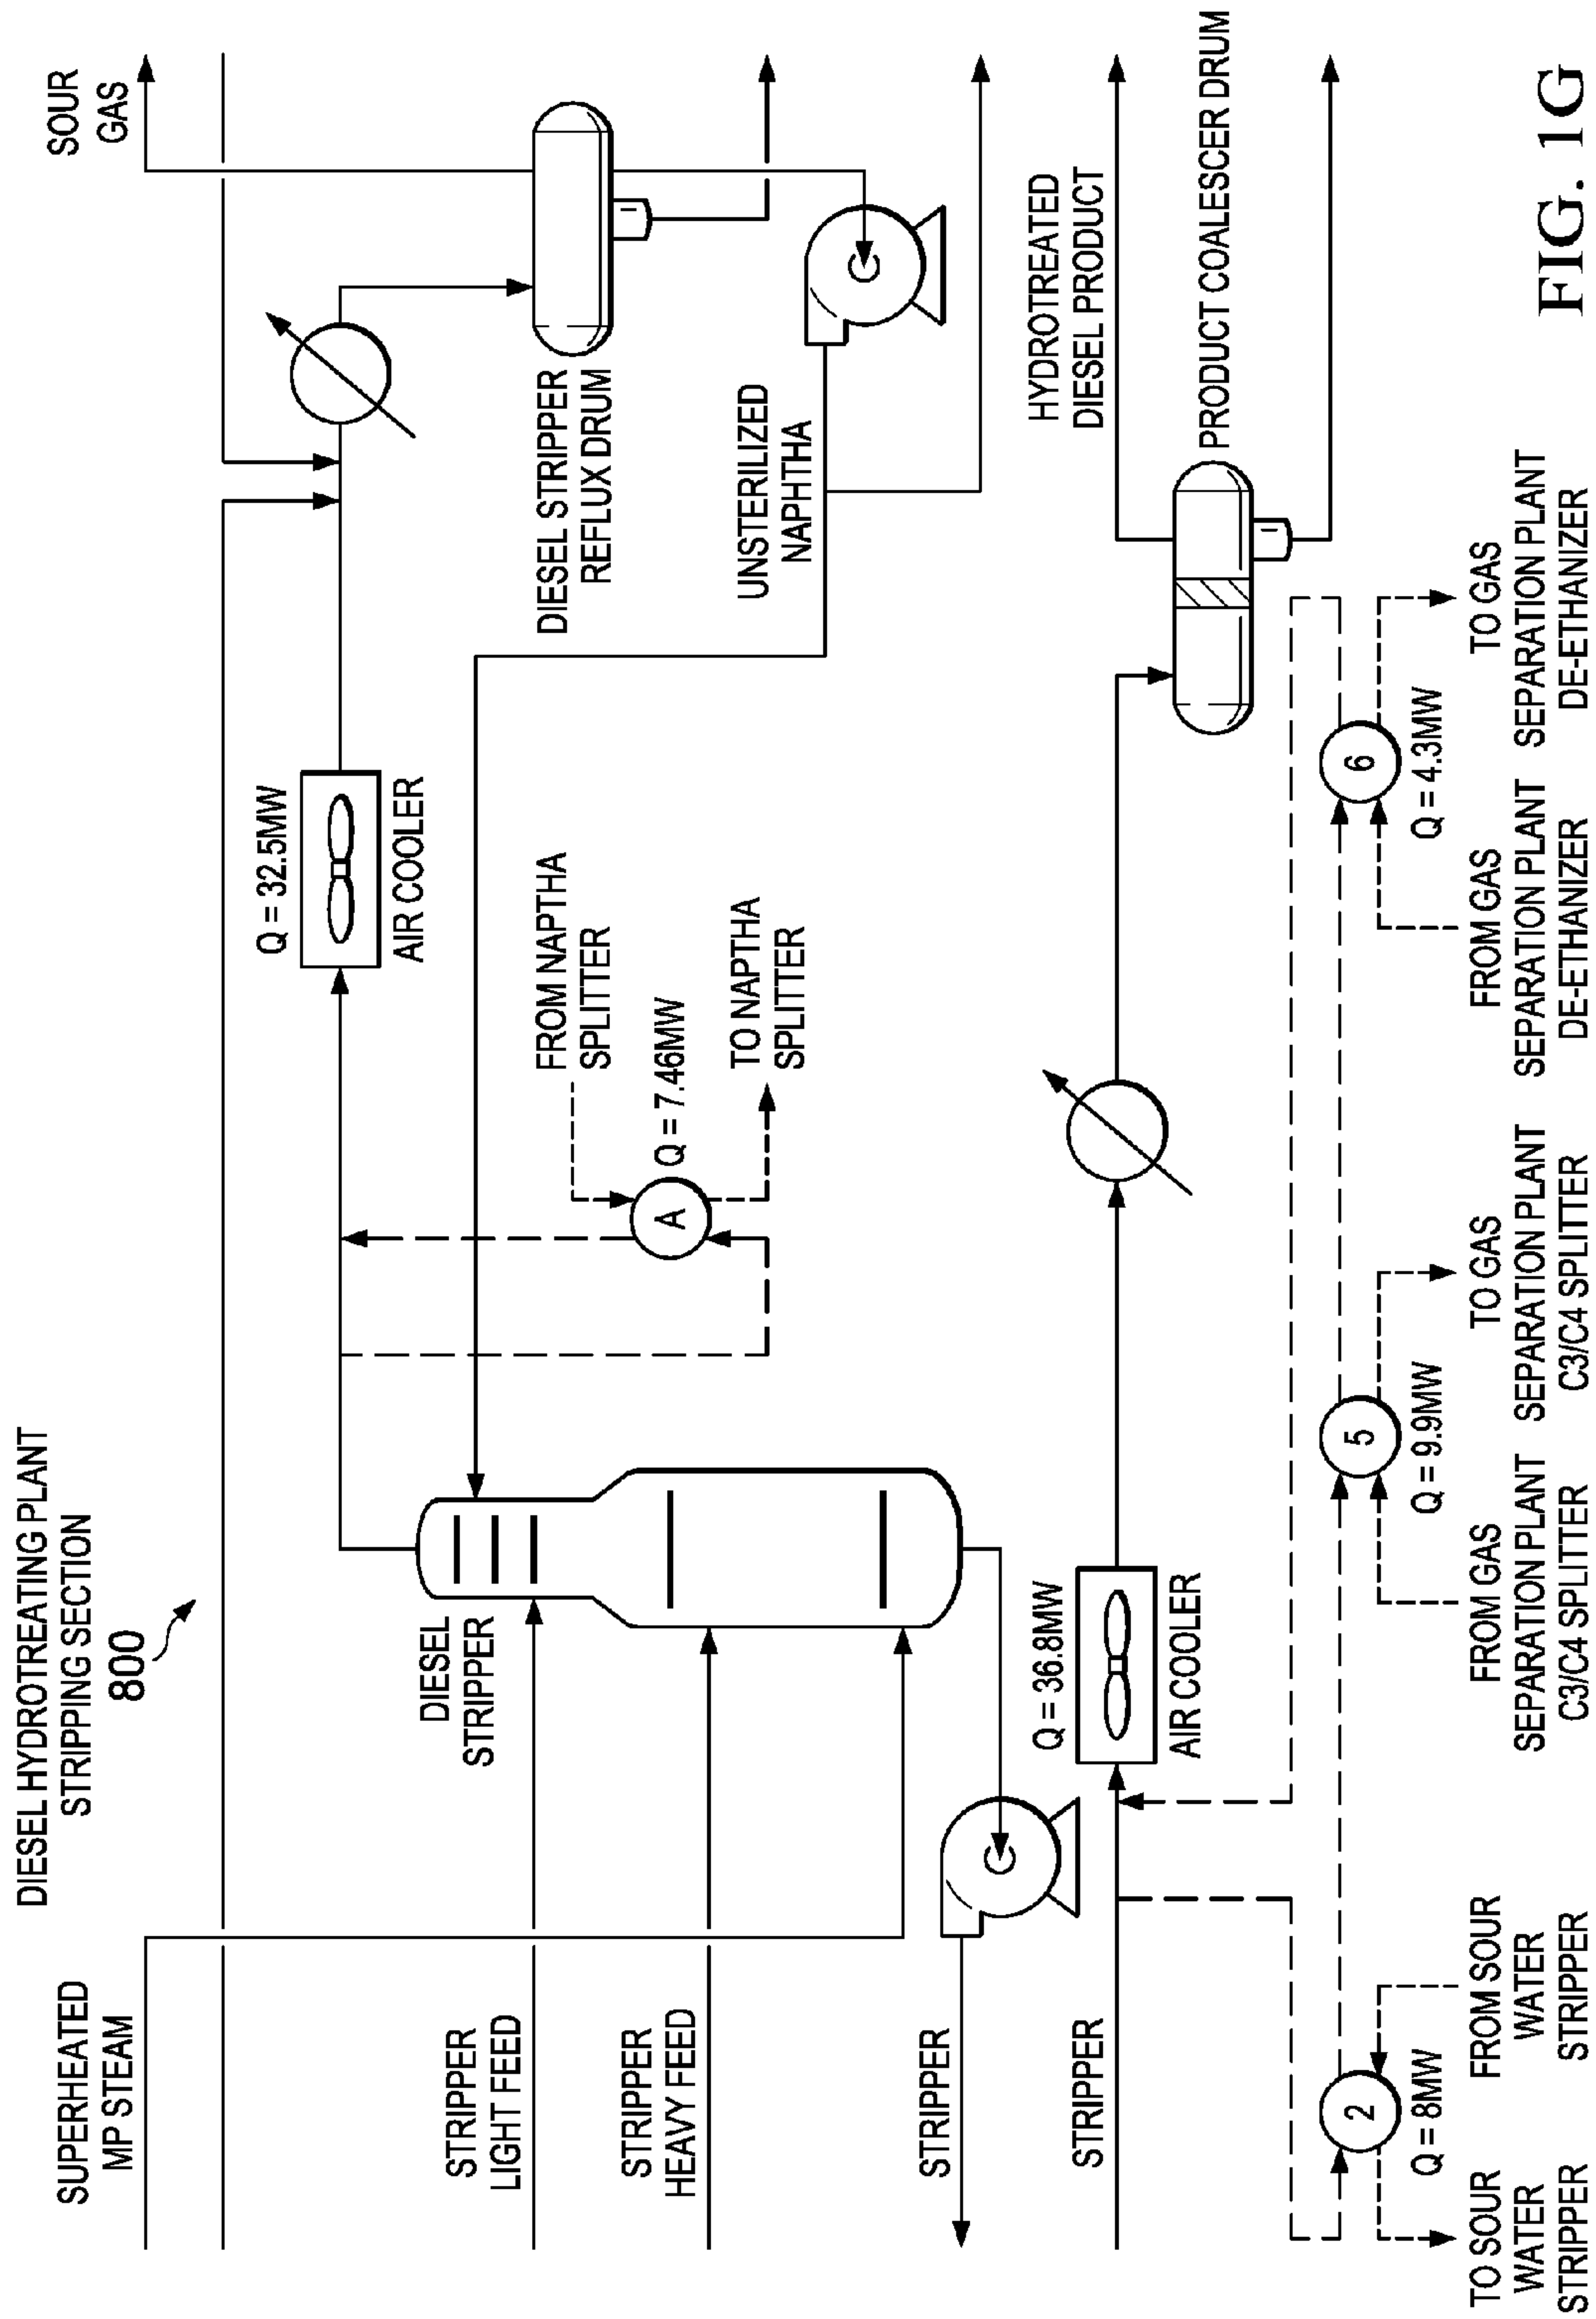 DIESEL HYDROTREATING PLANT
STRIPPING SECTION
800
SUPERHEATED
MP STEAM
SOUR
GAS
Q = 32.5MW
AIR COOLER
DIESEL STRIPPER
REFLUX DRUM
STRIPPER
LIGHT FEED
DIESEL
STRIPPER
FROM NAPTHA
SPLITTER
A
Q = 7.46MW
TO NAPTHA
SPLITTER
UNSTERILIZED
NAPHTHA
STRIPPER
HEAVY FEED
STRIPPER
STRIPPER
Q = 36.8MW
AIR COOLER
HYDROTREATED
DIESEL PRODUCT
PRODUCT COALESCER DRUM
2
Q = 8MW
5
Q = 9.9MW
6
Q = 4.3MW
TO SOUR
WATER
STRIPPER
FROM SOUR
WATER
STRIPPER
FROM GAS
SEPARATION PLANT
C3/C4 SPLITTER
TO GAS
SEPARATION PLANT
C3/C4 SPLITTER
FROM GAS
SEPARATION PLANT
DE-ETHANIZER
TO GAS
SEPARATION PLANT
DE-ETHANIZER
FIG. 1G